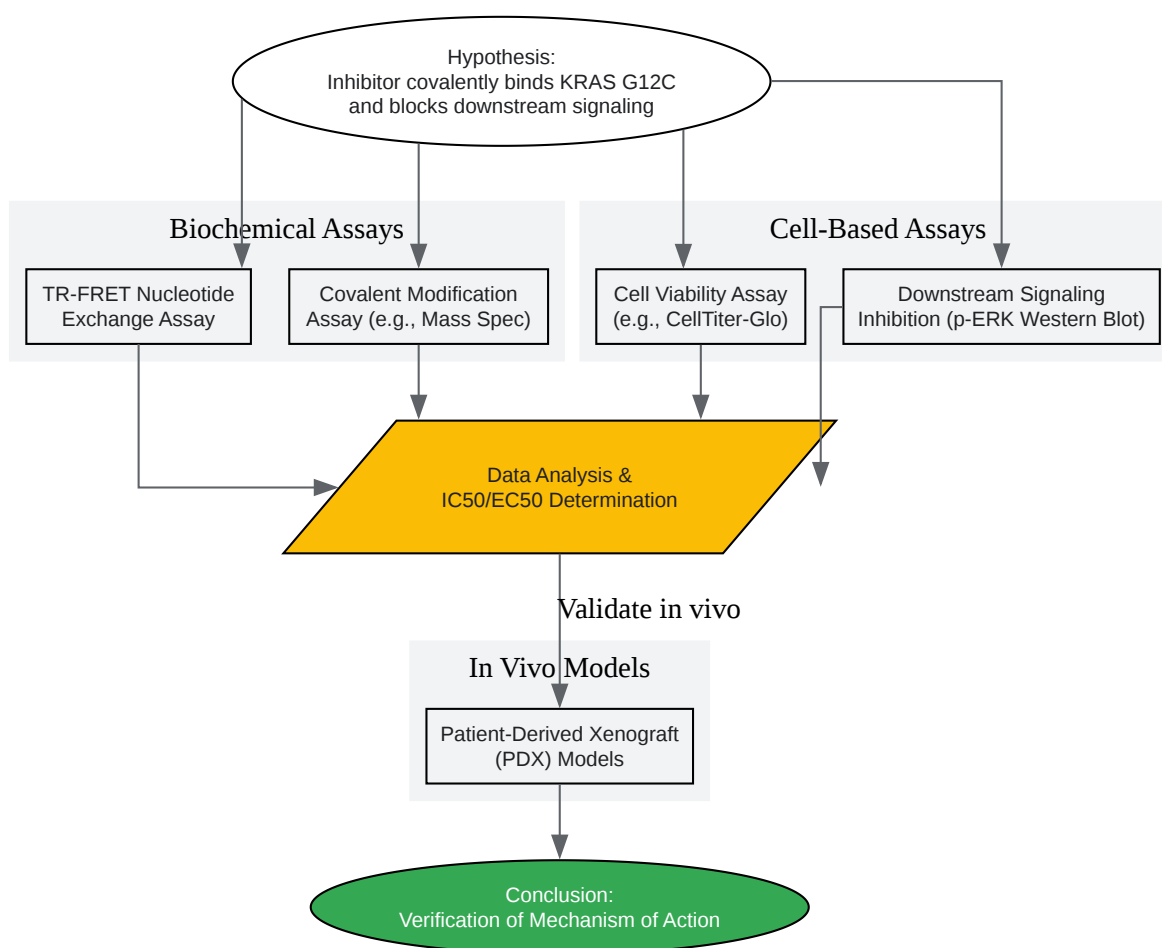 Hypothesis:
Inhibitor covalently binds KRAS G12C
and blocks downstream signaling
Biochemical Assays
TR-FRET Nucleotide
Exchange Assay
Covalent Modification
Assay (e.g., Mass Spec)
Cell-Based Assays
Cell Viability Assay
(e.g., CellTiter-Glo)
Downstream Signaling
Inhibition (p-ERK Western Blot)
Data Analysis &
IC50/EC50 Determination
Validate in vivo
In Vivo Models
Patient-Derived Xenograft
(PDX) Models
Conclusion:
Verification of Mechanism of Action